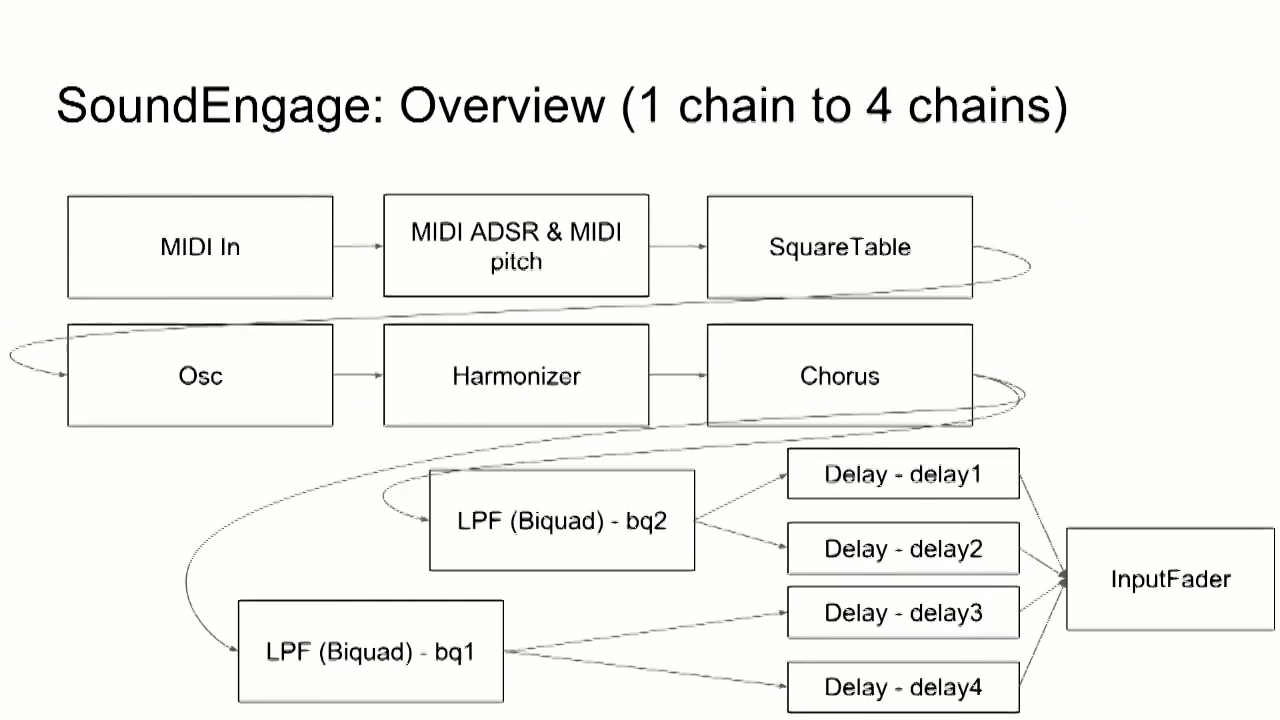 SoundEngage: Overview (1 chain to 4 chains)
MIDI In
MIDI ADSR & MIDI
pitch
SquareTable
Osc
Harmonizer
Chorus
LPF (Biquad) - bq2
Delay - delay1
Delay - delay2
InputFader
Delay - delay3
LPF (Biquad) - bq1
Delay - delay4